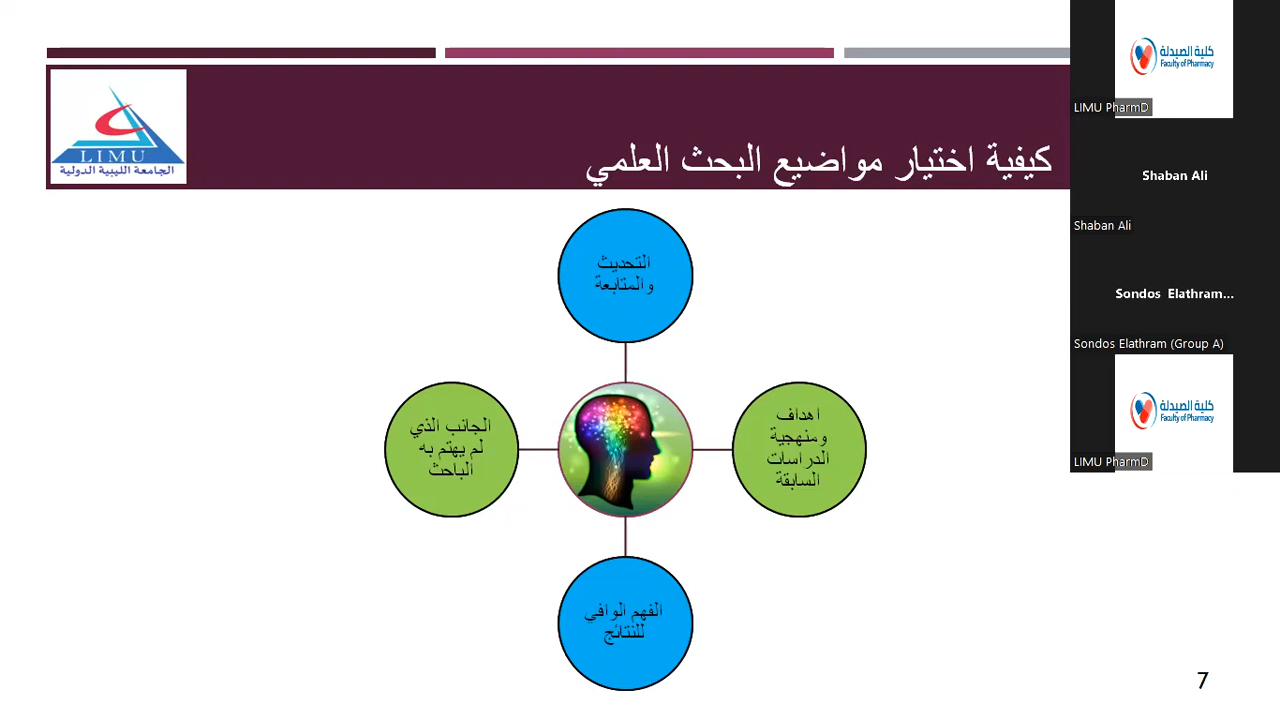 LIMU
الجامعة الليبية الدولية
كيفية اختيار مواضيع البحث العلمي
التحديث
والمتابعة
اهداف
ومنهجية
الدراسات
السابقة
الجانب الذي
لم يهتم به
الباحث
الفهم الوافي
للنتائج
7
كلية الصيدلة
Faculty of Pharmacy
LIMU PharmD
Shaban Ali
Shaban Ali
Sondos Elathram...
Sondos Elathram (Group A)
كلية الصيدلة
Faculty of Pharmacy
LIMU PharmD